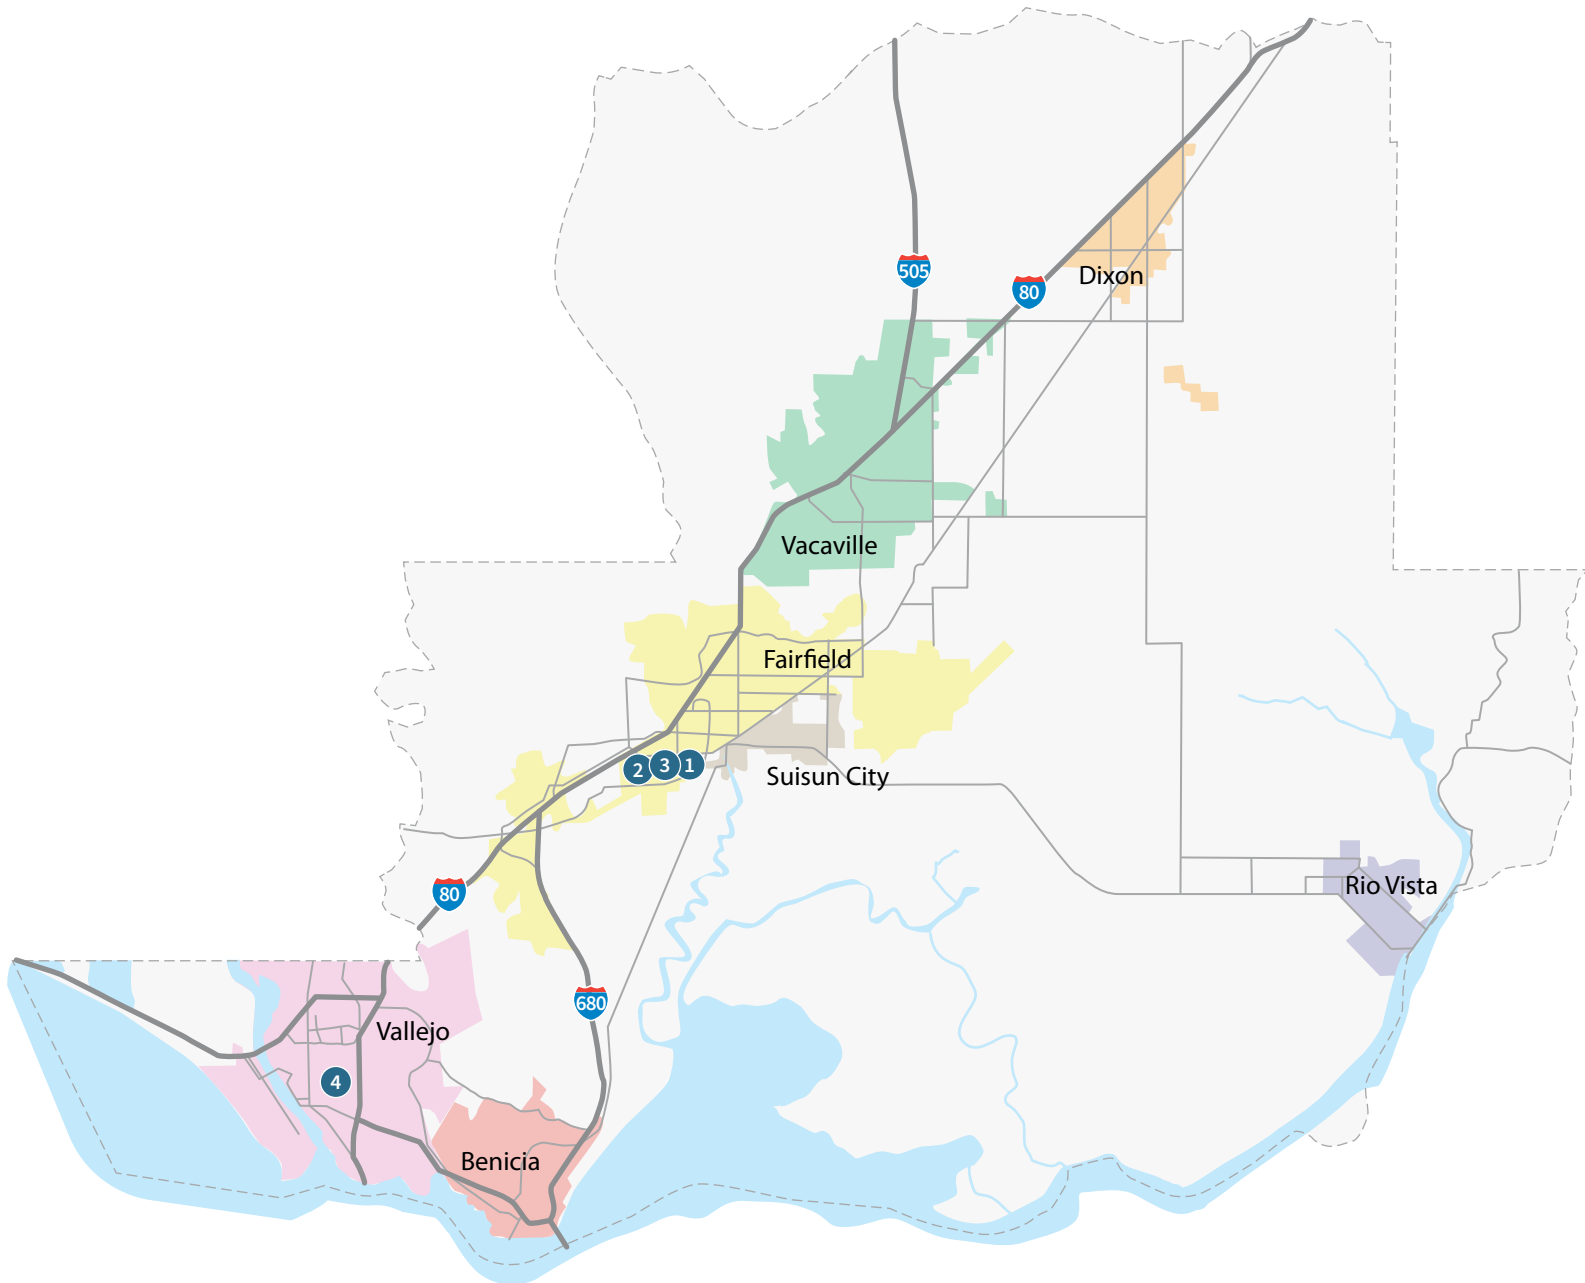 505
80
Dixon
Vacaville
Fairfield
2
3
1
Suisun City
80
Rio Vista
680
Vallejo
4
Benicia